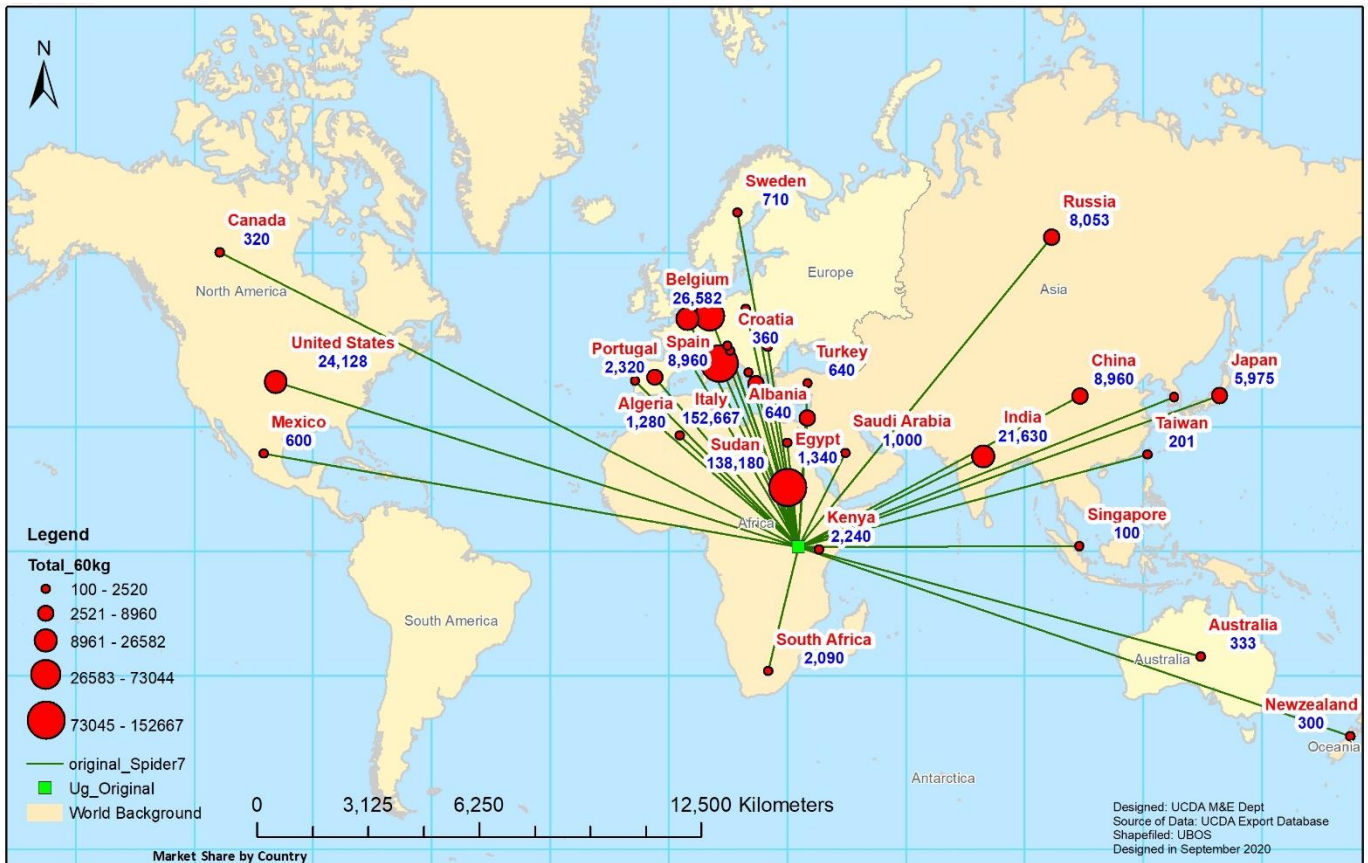 N
Canada
320
North America
United States
24,128
Mexico
600
Sweden
710
Europe
Russia
8,053
Asia
Belgium
26,582
Croatia
360
Portugal
2,320
Spain
8,960
Turkey
640
Algeria
1,280
Italy
152,667
Albania
640
Sudan
138,180
Egypt
1,340
Saudi Arabia
1,000
China
8,960
Japan
5,975
India
21,630
Taiwan
201
Africa
Kenya
2,240
Singapore
100
South America
South Africa
2,090
Australia
333
Australia
Newzealand
300
Oceania
Antarctica
Legend
Total_60kg
100 - 2520
2521 - 8960
8961 - 26582
26583 - 73044
73045 - 152667
original_Spider7
Ug_Original
World Background
0 3,125 6,250 12,500 Kilometers
Designed: UCDA M&E Dept
Source of Data: UCDA Export Database
Shapefiled: UBOS
Designed in September 2020
Market Share by Country